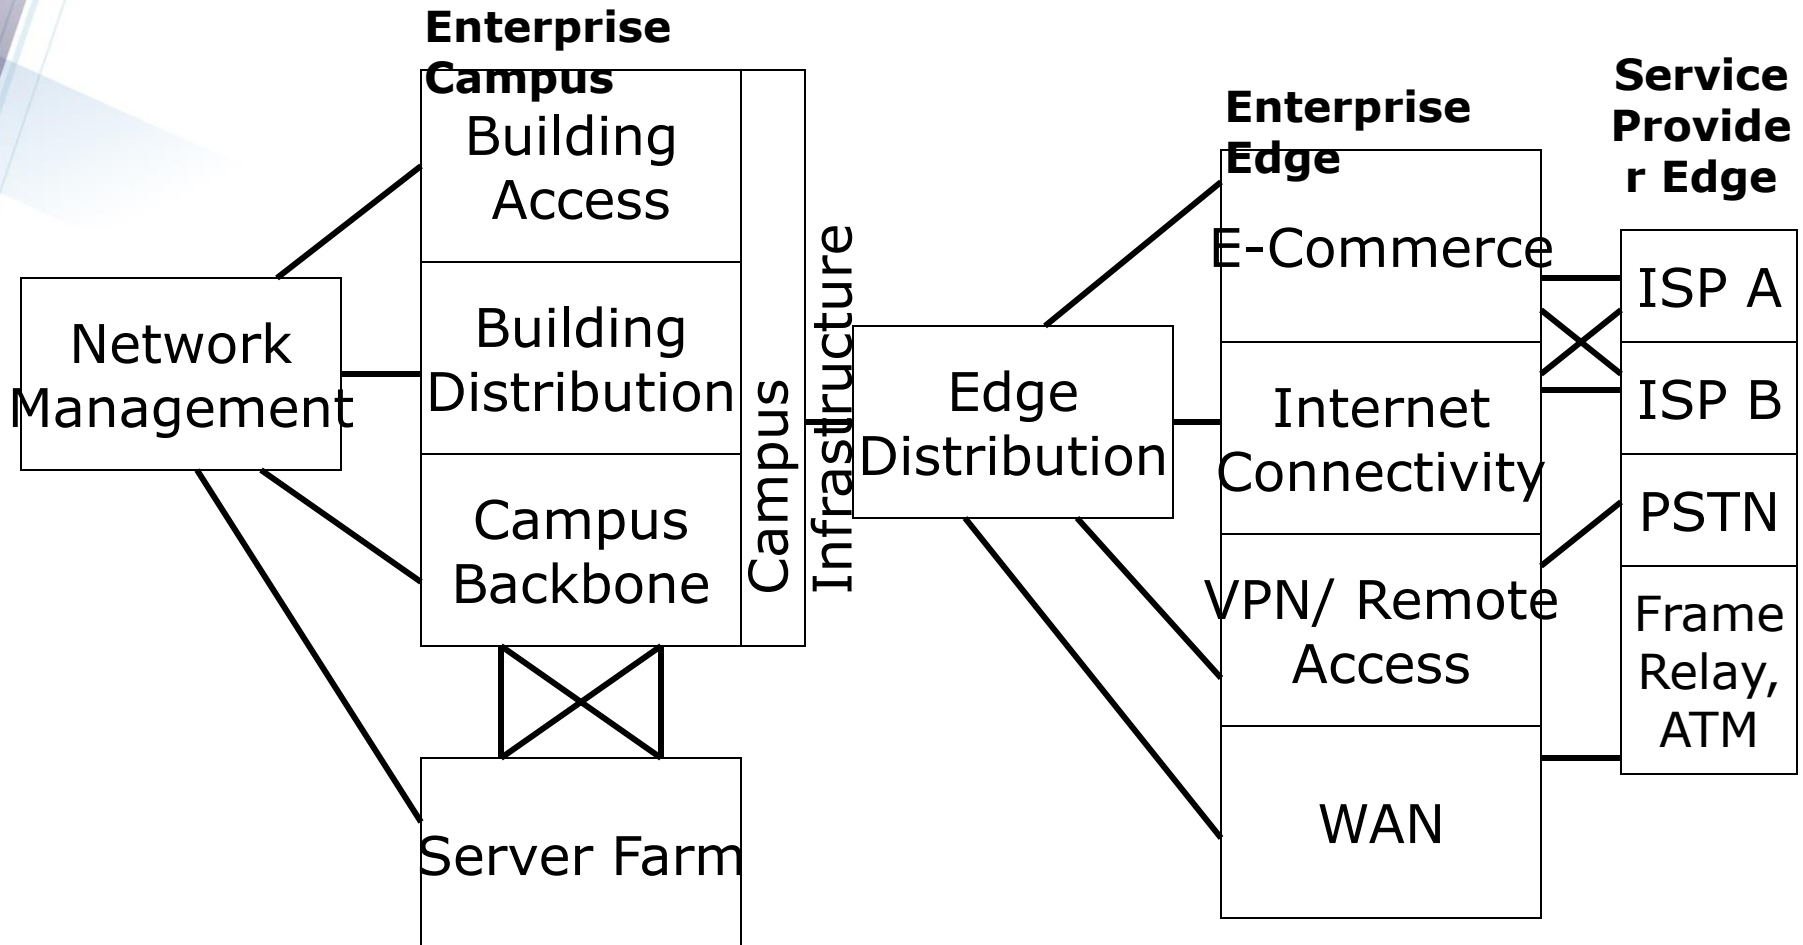 Enterprise
Campus
Building
Access
Building
Distribution
Campus
Backbone
Campus
Infrastructure
Network
Management
Server Farm
Edge
Distribution
Enterprise
Edge
E-Commerce
Internet
Connectivity
VPN/ Remote
Access
WAN
Service
Provide
r Edge
ISP A
ISP B
PSTN
Frame
Relay,
ATM